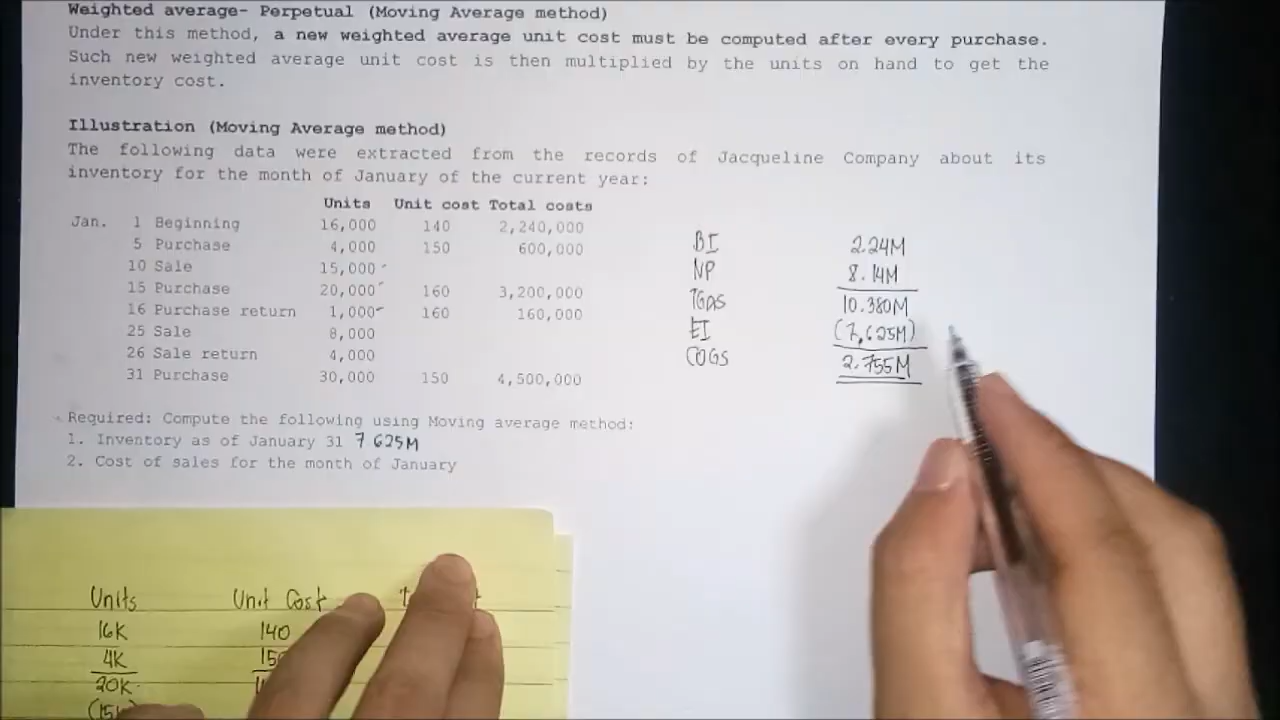 Weighted average- Perpetual (Moving Average method)
Under this method, a new weighted average unit cost must be computed after every purchase.
Such new weighted average unit cost is then multiplied by the units on hand to get the
inventory cost.
Illustration (Moving Average method)
The following data were extracted from the records of Jacqueline Company about its
inventory for the month of January of the current year:
Units Unit cost Total costs
Jan. 1 Beginning 16,000 140 2,240,000
5 Purchase 4,000 150 600,000
10 Sale 15,000
15 Purchase 20,000 160 3,200,000
16 Purchase return 1,000 160 160,000
25 Sale 8,000
26 Sale return 4,000
31 Purchase 30,000 150 4,500,000
Required: Compute the following using Moving average method:
1. Inventory as of January 31 7 625M
2. Cost of sales for the month of January
BI 2.24M
NP 8.14M
TGAS 10.380M
EI (7,625M)
COGS 2.755M
Units Unit Cost
16K 140
4K 15
20K
(15K